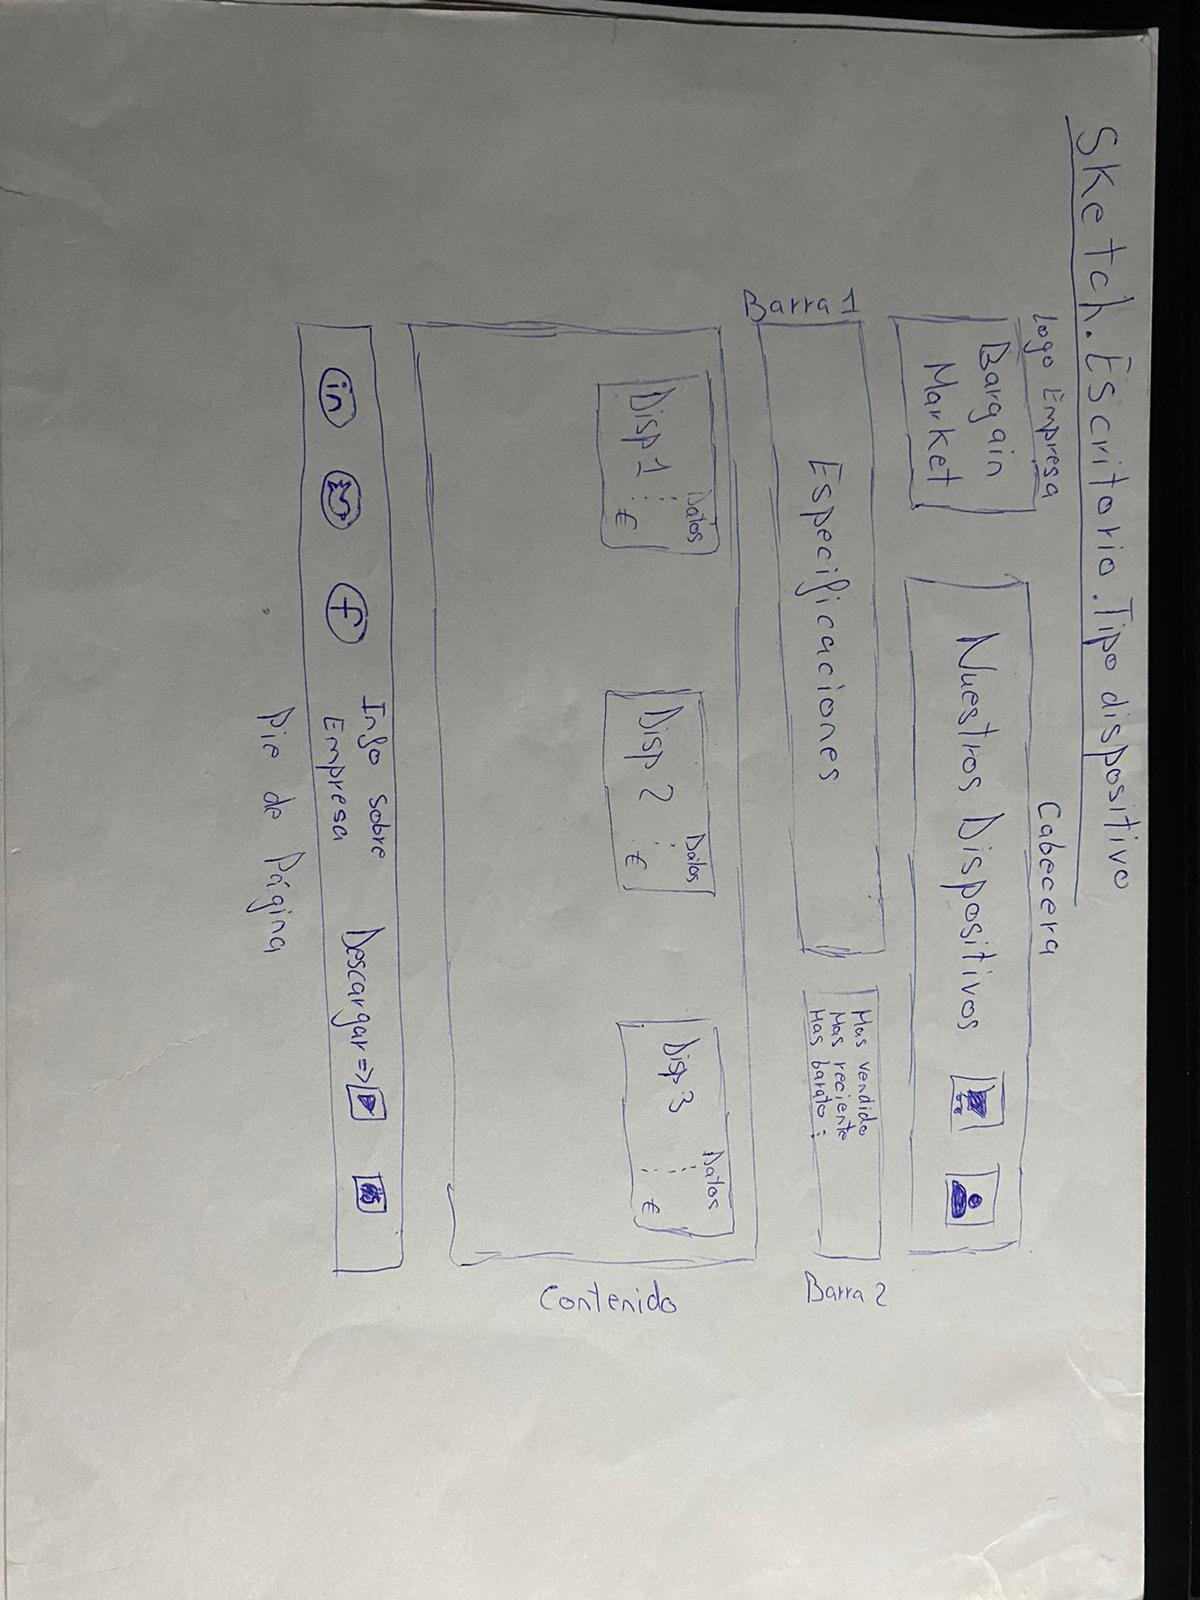 Sketch. Escritorio. Tipo dispositivo
Logo Empresa
Cabecera
Bargain
Market
Nuestros Dispositivos
Barra 1
Especificaciones
Mas vendido
Mas reciente
Mas barato :
Barra 2
Disp 1
Datos
€
Disp 2
Datos
€
Disp 3
Datos
€
Contenido
in
f
Info sobre
Empresa
Descargar =>
Pie de Página